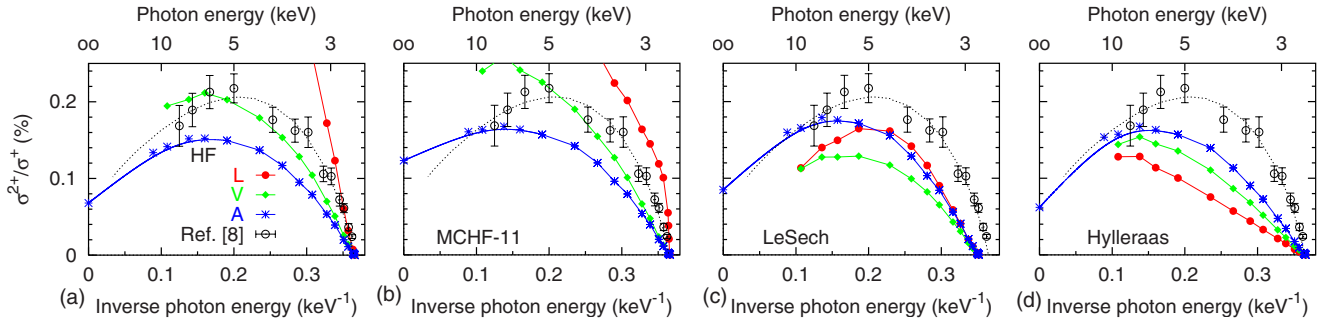 Photon energy (keV) Photon energy (keV) Photon energy (keV) Photon energy (keV)
oo 10 5 3 oo 10 5 3 oo 10 5 3 oo 10 5 3
σ²⁺/σ⁺ (%)
0.2
0.1
0
HF
L
V
A
Ref. [8]
MCHF-11
LeSech
Hylleraas
0 0.1 0.2 0.3 0 0.1 0.2 0.3 0 0.1 0.2 0.3 0 0.1 0.2 0.3
(a) Inverse photon energy (keV⁻¹) (b) Inverse photon energy (keV⁻¹) (c) Inverse photon energy (keV⁻¹) (d) Inverse photon energy (keV⁻¹)